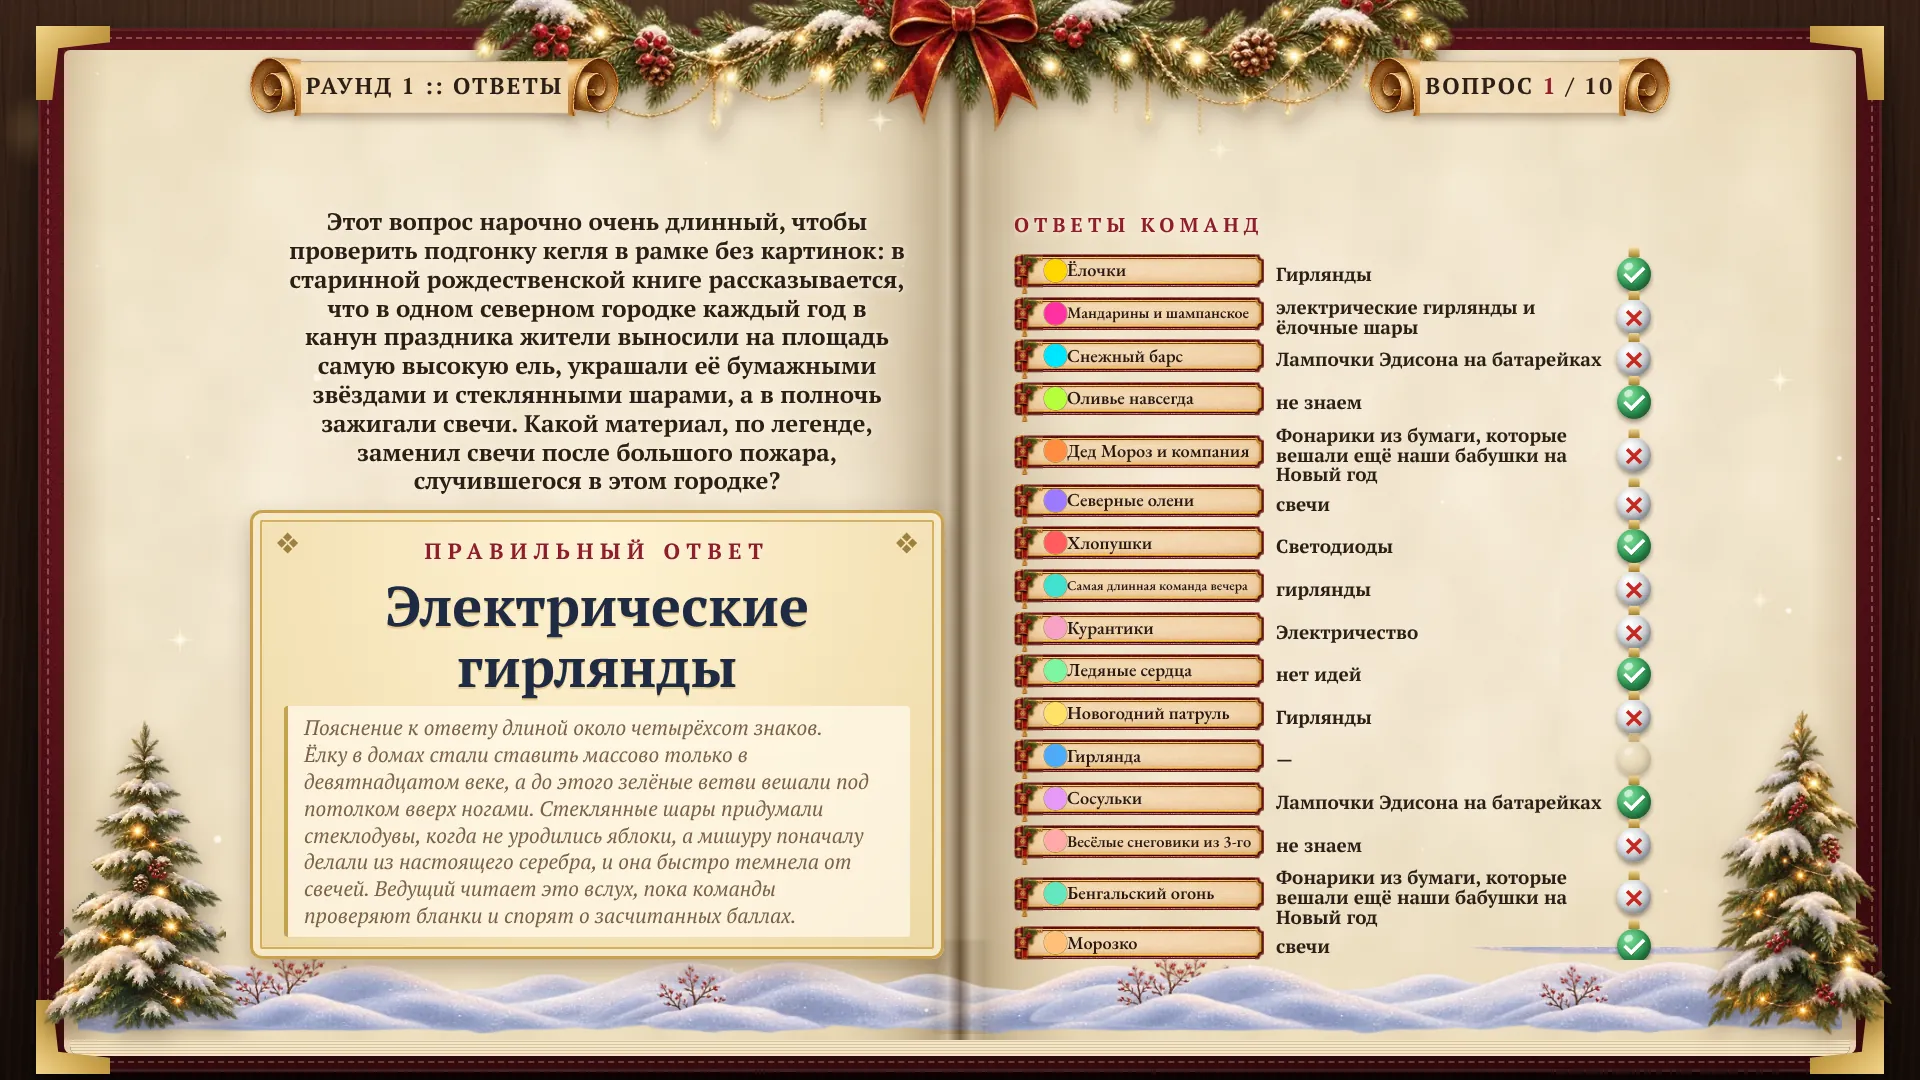 РАУНД 1 :: ОТВЕТЫ
ВОПРОС 1 / 10
Этот вопрос нарочно очень длинный, чтобы
проверить подгонку кегля в рамке без картинок: в
старинной рождественской книге рассказывается,
что в одном северном городке каждый год в
канун праздника жители выносили на площадь
самую высокую ель, украшали её бумажными
звёздами и стеклянными шарами, а в полночь
зажигали свечи. Какой материал, по легенде,
заменил свечи после большого пожара,
случившегося в этом городке?
ПРАВИЛЬНЫЙ ОТВЕТ
Электрические
гирлянды
Пояснение к ответу длиной около четырёхсот знаков.
Ёлку в домах стали ставить массово только в
девятнадцатом веке, а до этого зелёные ветви вешали под
потолком вверх ногами. Стеклянные шары придумали
стеклодувы, когда не уродились яблоки, а мишуру поначалу
делали из настоящего серебра, и она быстро темнела от
свечей. Ведущий читает это вслух, пока команды
проверяют бланки и спорят о засчитанных баллах.
ОТВЕТЫ КОМАНД
Ёлочки Гирлянды
Мандарины и шампанское электрические гирлянды и
ёлочные шары
Снежный барс Лампочки Эдисона на батарейках
Оливье навсегда не знаем
Дед Мороз и компания Фонарики из бумаги, которые
вешали ещё наши бабушки на
Новый год
Северные олени свечи
Хлопушки Светодиоды
Самая длинная команда вечера гирлянды
Курантики Электричество
Ледяные сердца нет идей
Новогодний патруль Гирлянды
Гирлянда —
Сосульки Лампочки Эдисона на батарейках
Весёлые снеговики из 3-го не знаем
Бенгальский огонь Фонарики из бумаги, которые
вешали ещё наши бабушки на
Новый год
Морозко свечи